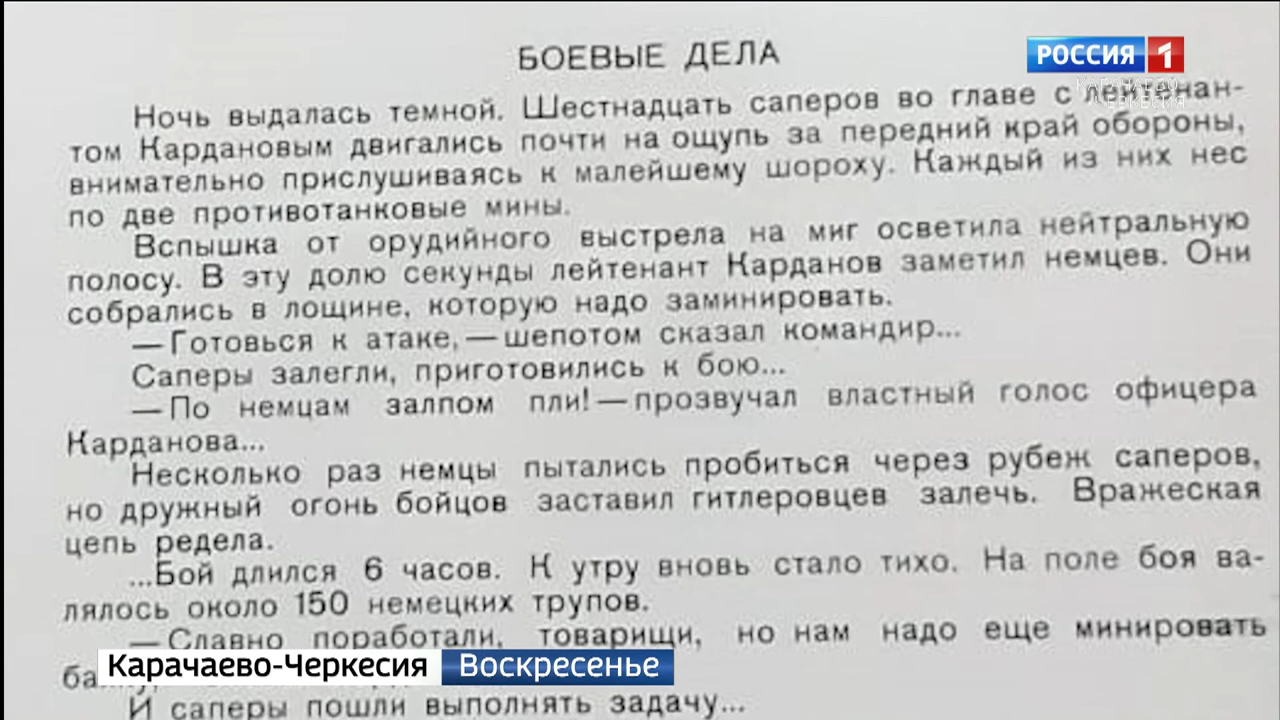 БОЕВЫЕ ДЕЛА
РОССИЯ 1
КАРАЧАЕВО-
ЧЕРКЕСИЯ
Ночь выдалась темной. Шестнадцать саперов во главе с лейтенан-
том Кардановым двигались почти на ощупь за передний край обороны,
внимательно прислушиваясь к малейшему шороху. Каждый из них нес
по две противотанковые мины.
Вспышка от орудийного выстрела на миг осветила нейтральную
полосу. В эту долю секунды лейтенант Карданов заметил немцев. Они
собрались в лощине, которую надо заминировать.
— Готовься к атаке, — шепотом сказал командир...
Саперы залегли, приготовились к бою...
— По немцам залпом пли! — прозвучал властный голос офицера
Карданова...
Несколько раз немцы пытались пробиться через рубеж саперов,
но дружный огонь бойцов заставил гитлеровцев залечь. Вражеская
цепь редела.
...Бой длился 6 часов. К утру вновь стало тихо. На поле боя ва-
лялось около 150 немецких трупов.
— Славно поработали, товарищи, но нам надо еще минировать
Карачаево-Черкесия Воскресенье
И саперы пошли выполнять задачу...